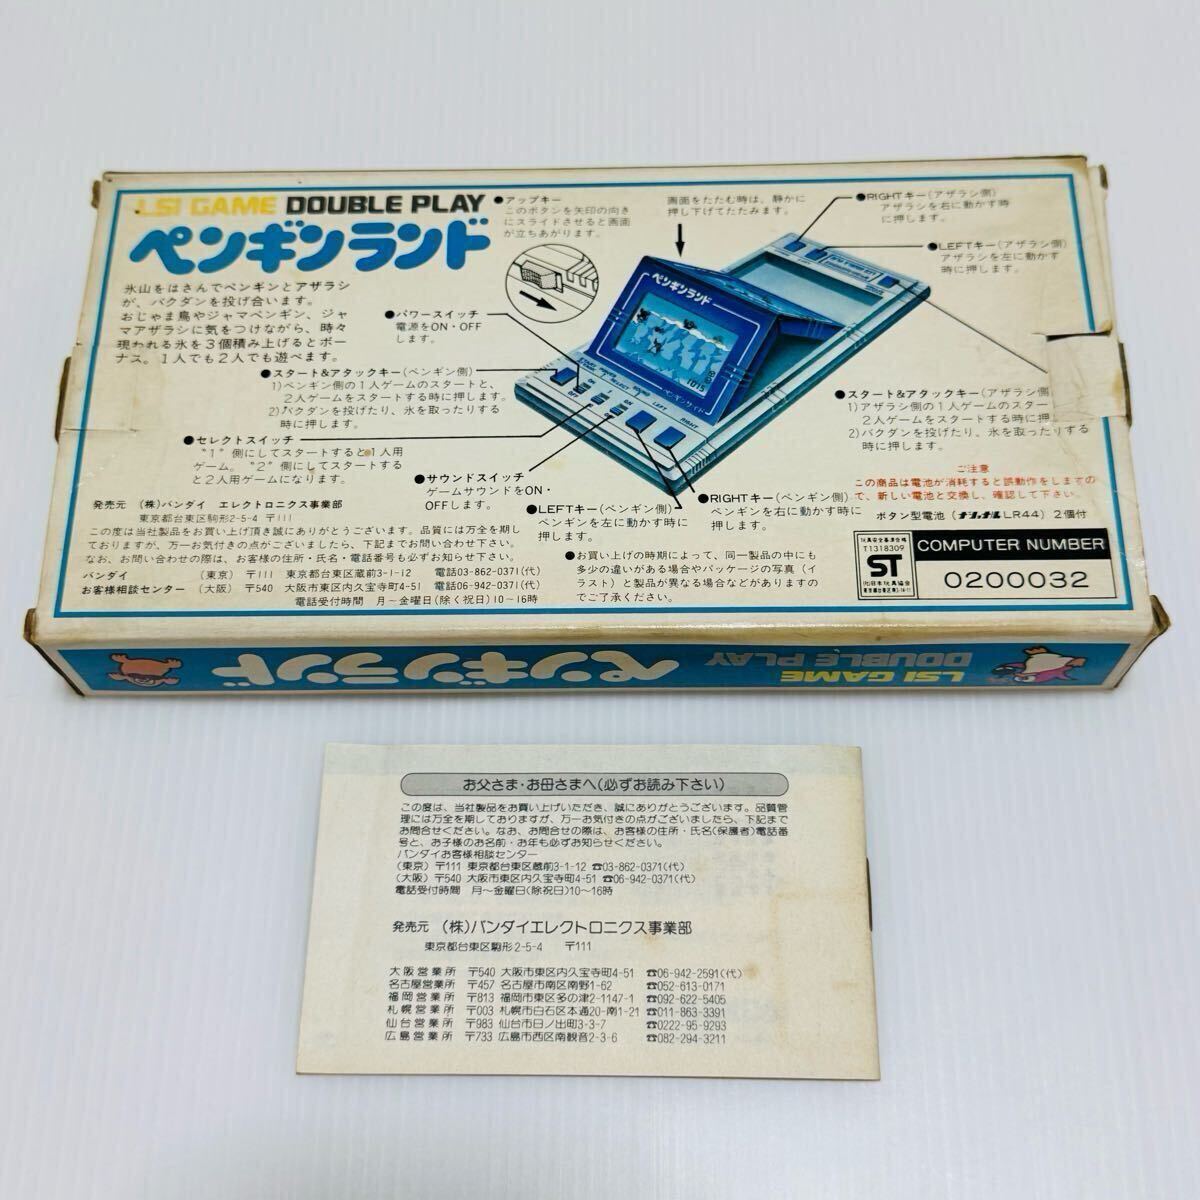 LSI GAME DOUBLE PLAY
ペンギンランド
氷山をはさんでペンギンとアザラシ
が、バクダンを投げ合います。
おじゃま鳥やジャマペンギン、ジャ
マアザラシに気をつけながら、時々
現われる氷を3個積み上げるとボー
ナス。1人でも2人でも遊べます。
●アップキー
このボタンを矢印の向き
にスライドさせると画面
が立ちあがります。
画面をたたむ時は、静かに
押し下げてたたみます。
●RIGHTキー(アザラシ側)
アザラシを右に動かす時
に押します。
●LEFTキー(アザラシ側)
アザラシを左に動かす
時に押します。
●パワースイッチ
電源をON・OFF
します。
●スタート&アタックキー(ペンギン側)
1)ペンギン側の1人ゲームのスタートと、
2人ゲームをスタートする時に押します。
2)バクダンを投げたり、氷を取ったりする
時に押します。
●セレクトスイッチ
“1”側にしてスタートすると1人用
ゲーム。“2”側にしてスタートする
と2人用ゲームになります。
●サウンドスイッチ
ゲームサウンドをON・
OFFします。
●LEFTキー(ペンギン側)
ペンギンを左に動かす時に
押します。
●RIGHTキー(ペンギン側)
ペンギンを右に動かす時に
押します。
●スタート&アタックキー(アザラシ側
1)アザラシ側の1人ゲームのスター
2人ゲームをスタートする時に押
2)バクダンを投げたり、氷を取ったりする
時に押します。
ペンギンランド
ペンギンサイド
SELECT
SOUND
LEFT
RIGHT
ON
OFF
ON
ご注意
この商品は電池が消耗すると誤動作をしますの
で、新しい電池と交換し、確認して下さい。
ボタン型電池(ナショナルLR44)2個付
発売元 (株)バンダイ エレクトロニクス事業部
東京都台東区駒形2-5-4 〒111
この度は当社製品をお買い上げ頂き誠にありがとうございます。品質には万全を期し
ておりますが、万一お気付きの点がございましたら、下記までお問い合わせ下さい。
なお、お問い合わせの際は、お客様の住所・氏名・電話番号も必ずお知らせ下さい。
バンダイ (東京) 〒111 東京都台東区蔵前3-1-12 電話03-862-0371(代)
お客様相談センター (大阪) 〒540 大阪市東区内久宝寺町4-51 電話06-942-0371(代)
電話受付時間 月~金曜日(除く祝日)10~16時
●お買い上げの時期によって、同一製品の中にも
多少の違いがある場合やパッケージの写真(イ
ラスト)と製品が異なる場合などがありますの
でご了承ください。
玩具安全基準合格
T1318309
ST
(社)日本玩具協会
COMPUTER NUMBER
0200032
LSI GAME
DOUBLE PLAY
ペンギンランド
お父さま・お母さまへ(必ずお読み下さい)
この度は、当社製品をお買い上げいただき、誠にありがとうございます。品質管
理には万全を期しておりますが、万一お気付きの点がございましたら、下記まで
お問合せください。なお、お問合せの際は、お客様の住所・氏名(保護者)電話番
号と、お子様のお名前・お年も必ずお知らせください。
バンダイお客様相談センター
(東京) 〒111 東京都台東区蔵前3-1-12 ☎03-862-0371(代)
(大阪) 〒540 大阪市東区内久宝寺町4-51 ☎06-942-0371(代)
電話受付時間 月~金曜日(除祝日)10~16時
発売元 (株)バンダイエレクトロニクス事業部
東京都台東区駒形2-5-4 〒111
大阪営業所 〒540 大阪市東区内久宝寺町4-51 ☎06-942-2591(代)
名古屋営業所 〒457 名古屋市南区南野1-62 ☎052-613-0171
福岡営業所 〒813 福岡市東区多の津2-1147-1 ☎092-622-5405
札幌営業所 〒003 札幌市白石区本通20-南1-21 ☎011-863-3391
仙台営業所 〒983 仙台市日ノ出町3-3-7 ☎0222-95-9293
広島営業所 〒733 広島市西区南観音2-3-6 ☎082-294-3211